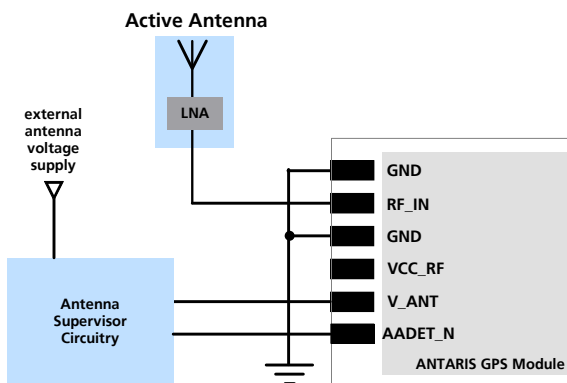 Active Antenna
LNA
external
antenna
voltage
supply
GND
RF_IN
GND
VCC_RF
V_ANT
AADET_N
Antenna
Supervisor
Circuitry
ANTARIS GPS Module